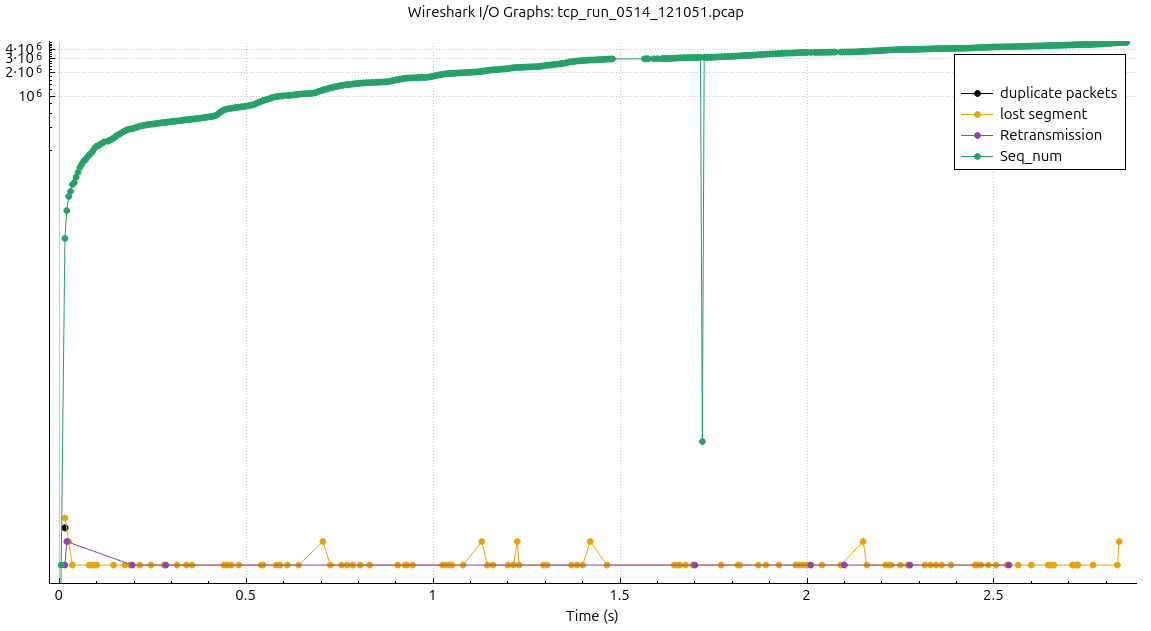 Wireshark I/O Graphs: tcp_run_0514_121051.pcap
4·10⁶
3·10⁶
2·10⁶
10⁶
duplicate packets
lost segment
Retransmission
Seq_num
0 0.5 1 1.5 2 2.5
Time (s)